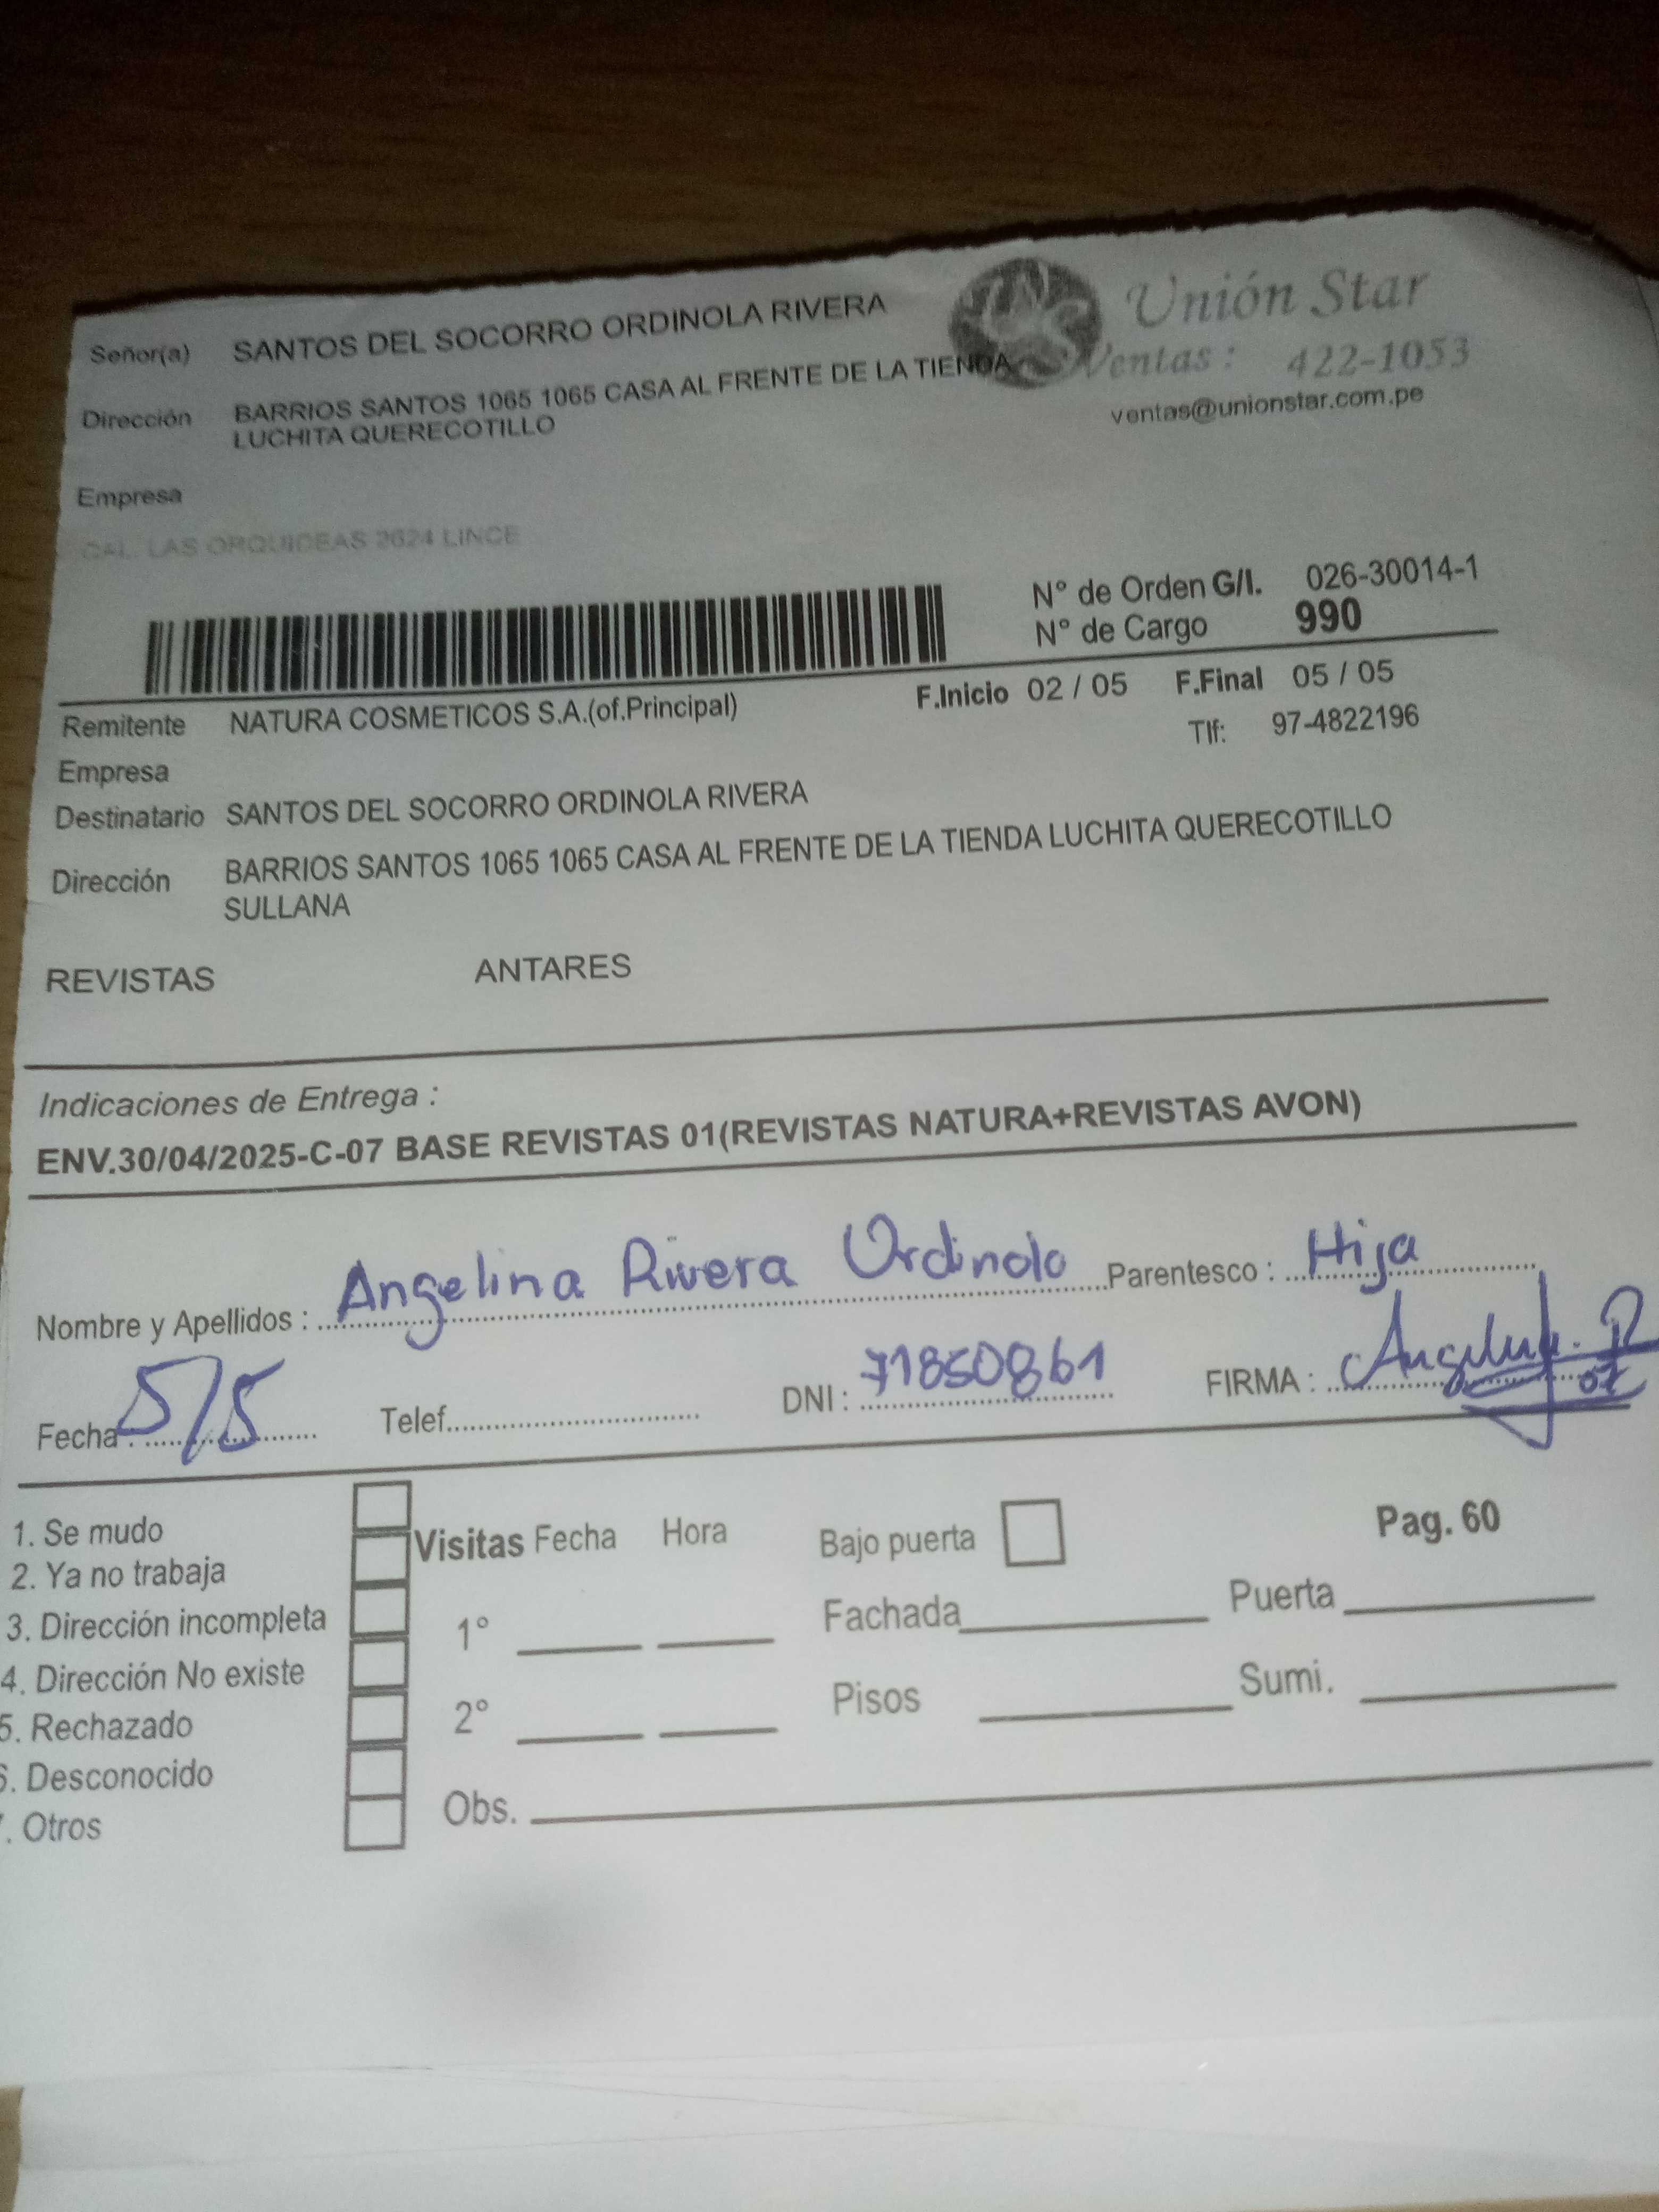 Unión Star
Señor(a) SANTOS DEL SOCORRO ORDINOLA RIVERA
Ventas: 422-1053
Dirección BARRIOS SANTOS 1065 1065 CASA AL FRENTE DE LA TIENDA
LUCHITA QUERECOTILLO
ventas@unionstar.com.pe
Empresa
CAL. LAS ORQUIDEAS 2624 LINCE
N° de Orden G/I. 026-30014-1
N° de Cargo 990
F.Inicio 02 / 05 F.Final 05 / 05
Remitente NATURA COSMETICOS S.A.(of.Principal)
Tlf: 97-4822196
Empresa
Destinatario SANTOS DEL SOCORRO ORDINOLA RIVERA
Dirección BARRIOS SANTOS 1065 1065 CASA AL FRENTE DE LA TIENDA LUCHITA QUERECOTILLO
SULLANA
REVISTAS ANTARES
Indicaciones de Entrega :
ENV.30/04/2025-C-07 BASE REVISTAS 01(REVISTAS NATURA+REVISTAS AVON)
Nombre y Apellidos : Angelina Rivera Ordinola Parentesco : Hija
Fecha : 5/5 Telef. DNI : 71850861 FIRMA :
1. Se mudo
2. Ya no trabaja
3. Dirección incompleta
4. Dirección No existe
5. Rechazado
6. Desconocido
7. Otros
Visitas Fecha Hora
1°
2°
Obs.
Bajo puerta
Pag. 60
Fachada Puerta
Pisos Sumi.